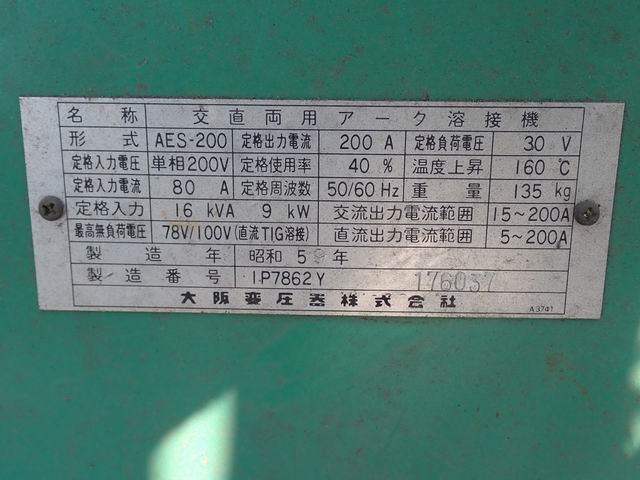 名称 交直両用アーク溶接機
形式 AES-200 定格出力電流 200 A 定格負荷電圧 30 V
定格入力電圧 単相200V 定格使用率 40 % 温度上昇 160 ℃
定格入力電流 80 A 定格周波数 50/60 Hz 重量 135 kg
定格入力 16 kVA 9 kW 交流出力電流範囲 15~200A
最高無負荷電圧 78V/100V(直流TIG溶接) 直流出力電流範囲 5~200A
製造年 昭和 5 年
製造番号 1P7862Y 176037
大阪変圧器株式会社 A3741